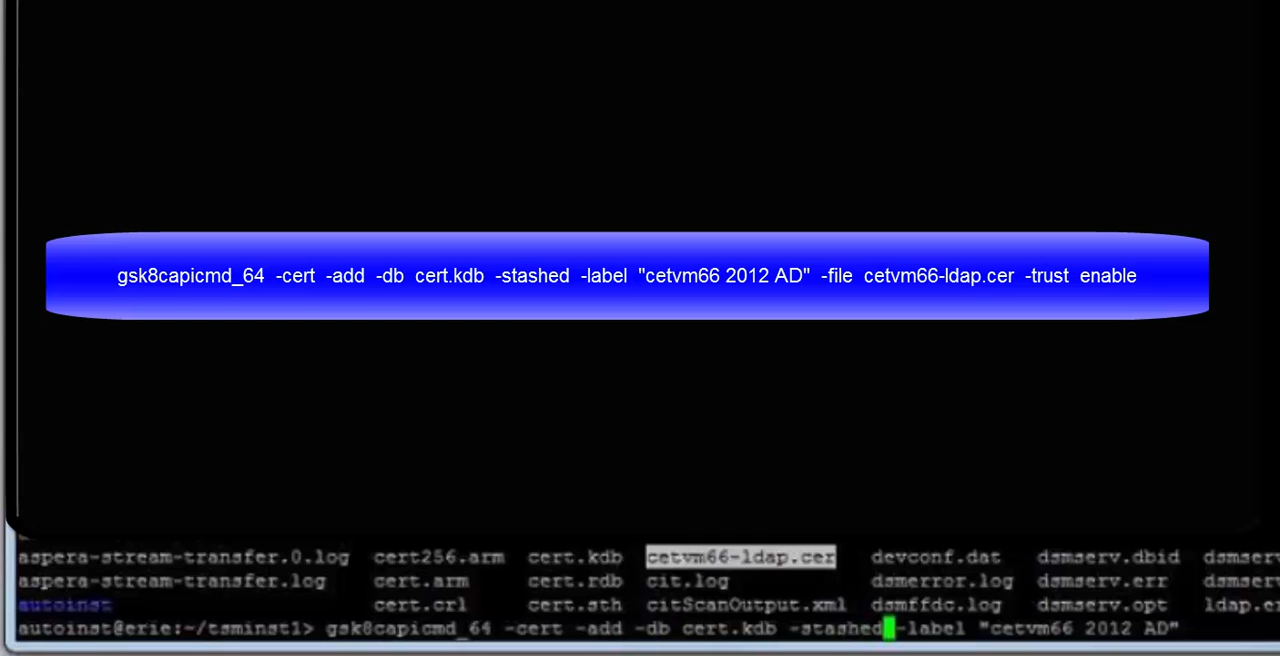 gsk8capicmd_64 -cert -add -db cert.kdb -stashed -label "cetvm66 2012 AD" -file cetvm66-ldap.cer -trust enable
aspera-stream-transfer.0.log cert256.arm cert.kdb cetvm66-ldap.cer devconf.dat dsmserv.dbid dsmserv
aspera-stream-transfer.log cert.arm cert.rdb cit.log dsmerror.log dsmserv.err dsmserv
autoinst cert.crl cert.sth citScanOutput.xml dsmffdc.log dsmserv.opt ldap.er
autoinst@erie:~/tsminst1> gsk8capicmd_64 -cert -add -db cert.kdb -stashed -label "cetvm66 2012 AD"